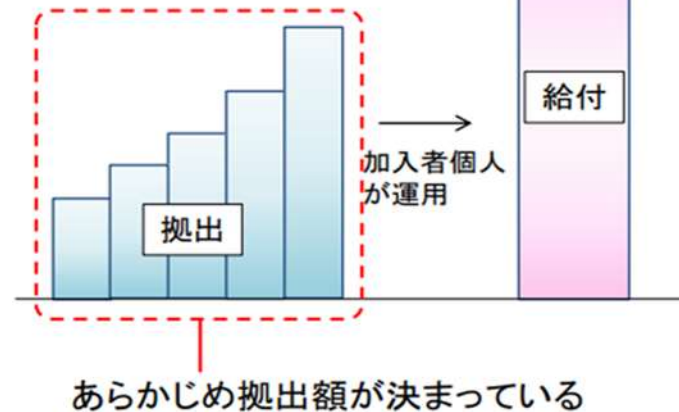 給付
加入者個人
が運用
拠出
あらかじめ拠出額が決まっている